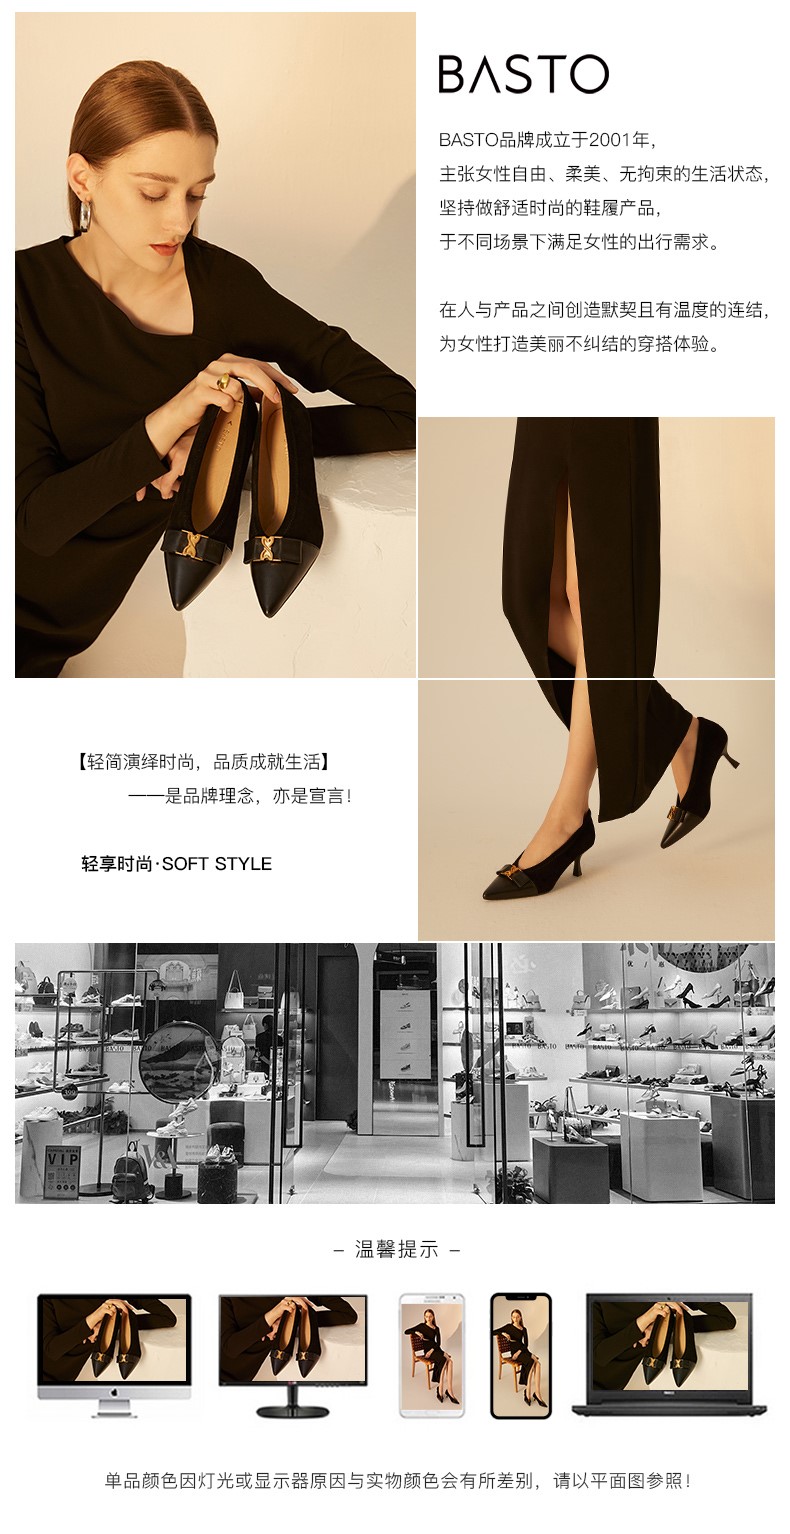 BASTO
BASTO品牌成立于2001年，
主张女性自由、柔美、无拘束的生活状态，
坚持做舒适时尚的鞋履产品，
于不同场景下满足女性的出行需求。
在人与产品之间创造默契且有温度的连结，
为女性打造美丽不纠结的穿搭体验。
【轻简演绎时尚，品质成就生活】
——是品牌理念，亦是宣言！
轻享时尚·SOFT STYLE
VIP
– 温馨提示 –
单品颜色因灯光或显示器原因与实物颜色会有所差别，请以平面图参照！